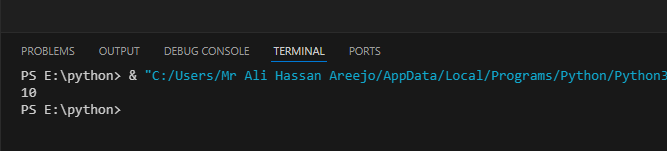 PROBLEMS OUTPUT DEBUG CONSOLE TERMINAL PORTS
PS E:\python> & "C:/Users/Mr Ali Hassan Areejo/AppData/Local/Programs/Python/Python3
10
PS E:\python>